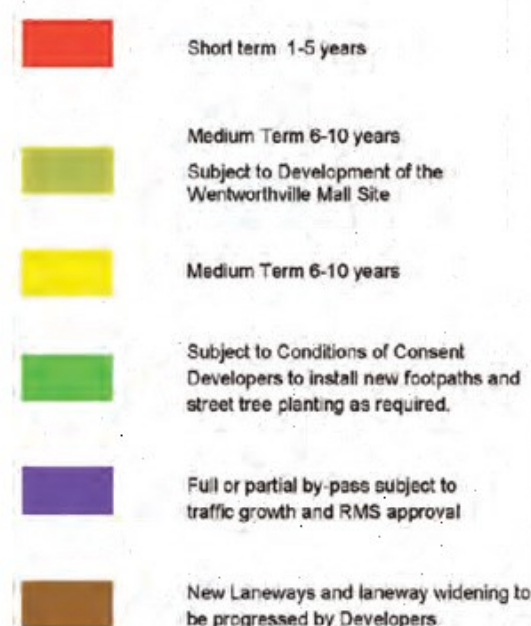 Short term 1-5 years
Medium Term 6-10 years
Subject to Development of the
Wentworthville Mall Site
Medium Term 6-10 years
Subject to Conditions of Consent
Developers to install new footpaths and
street tree planting as required.
Full or partial by-pass subject to
traffic growth and RMS approval
New Laneways and laneway widening to
be progressed by Developers